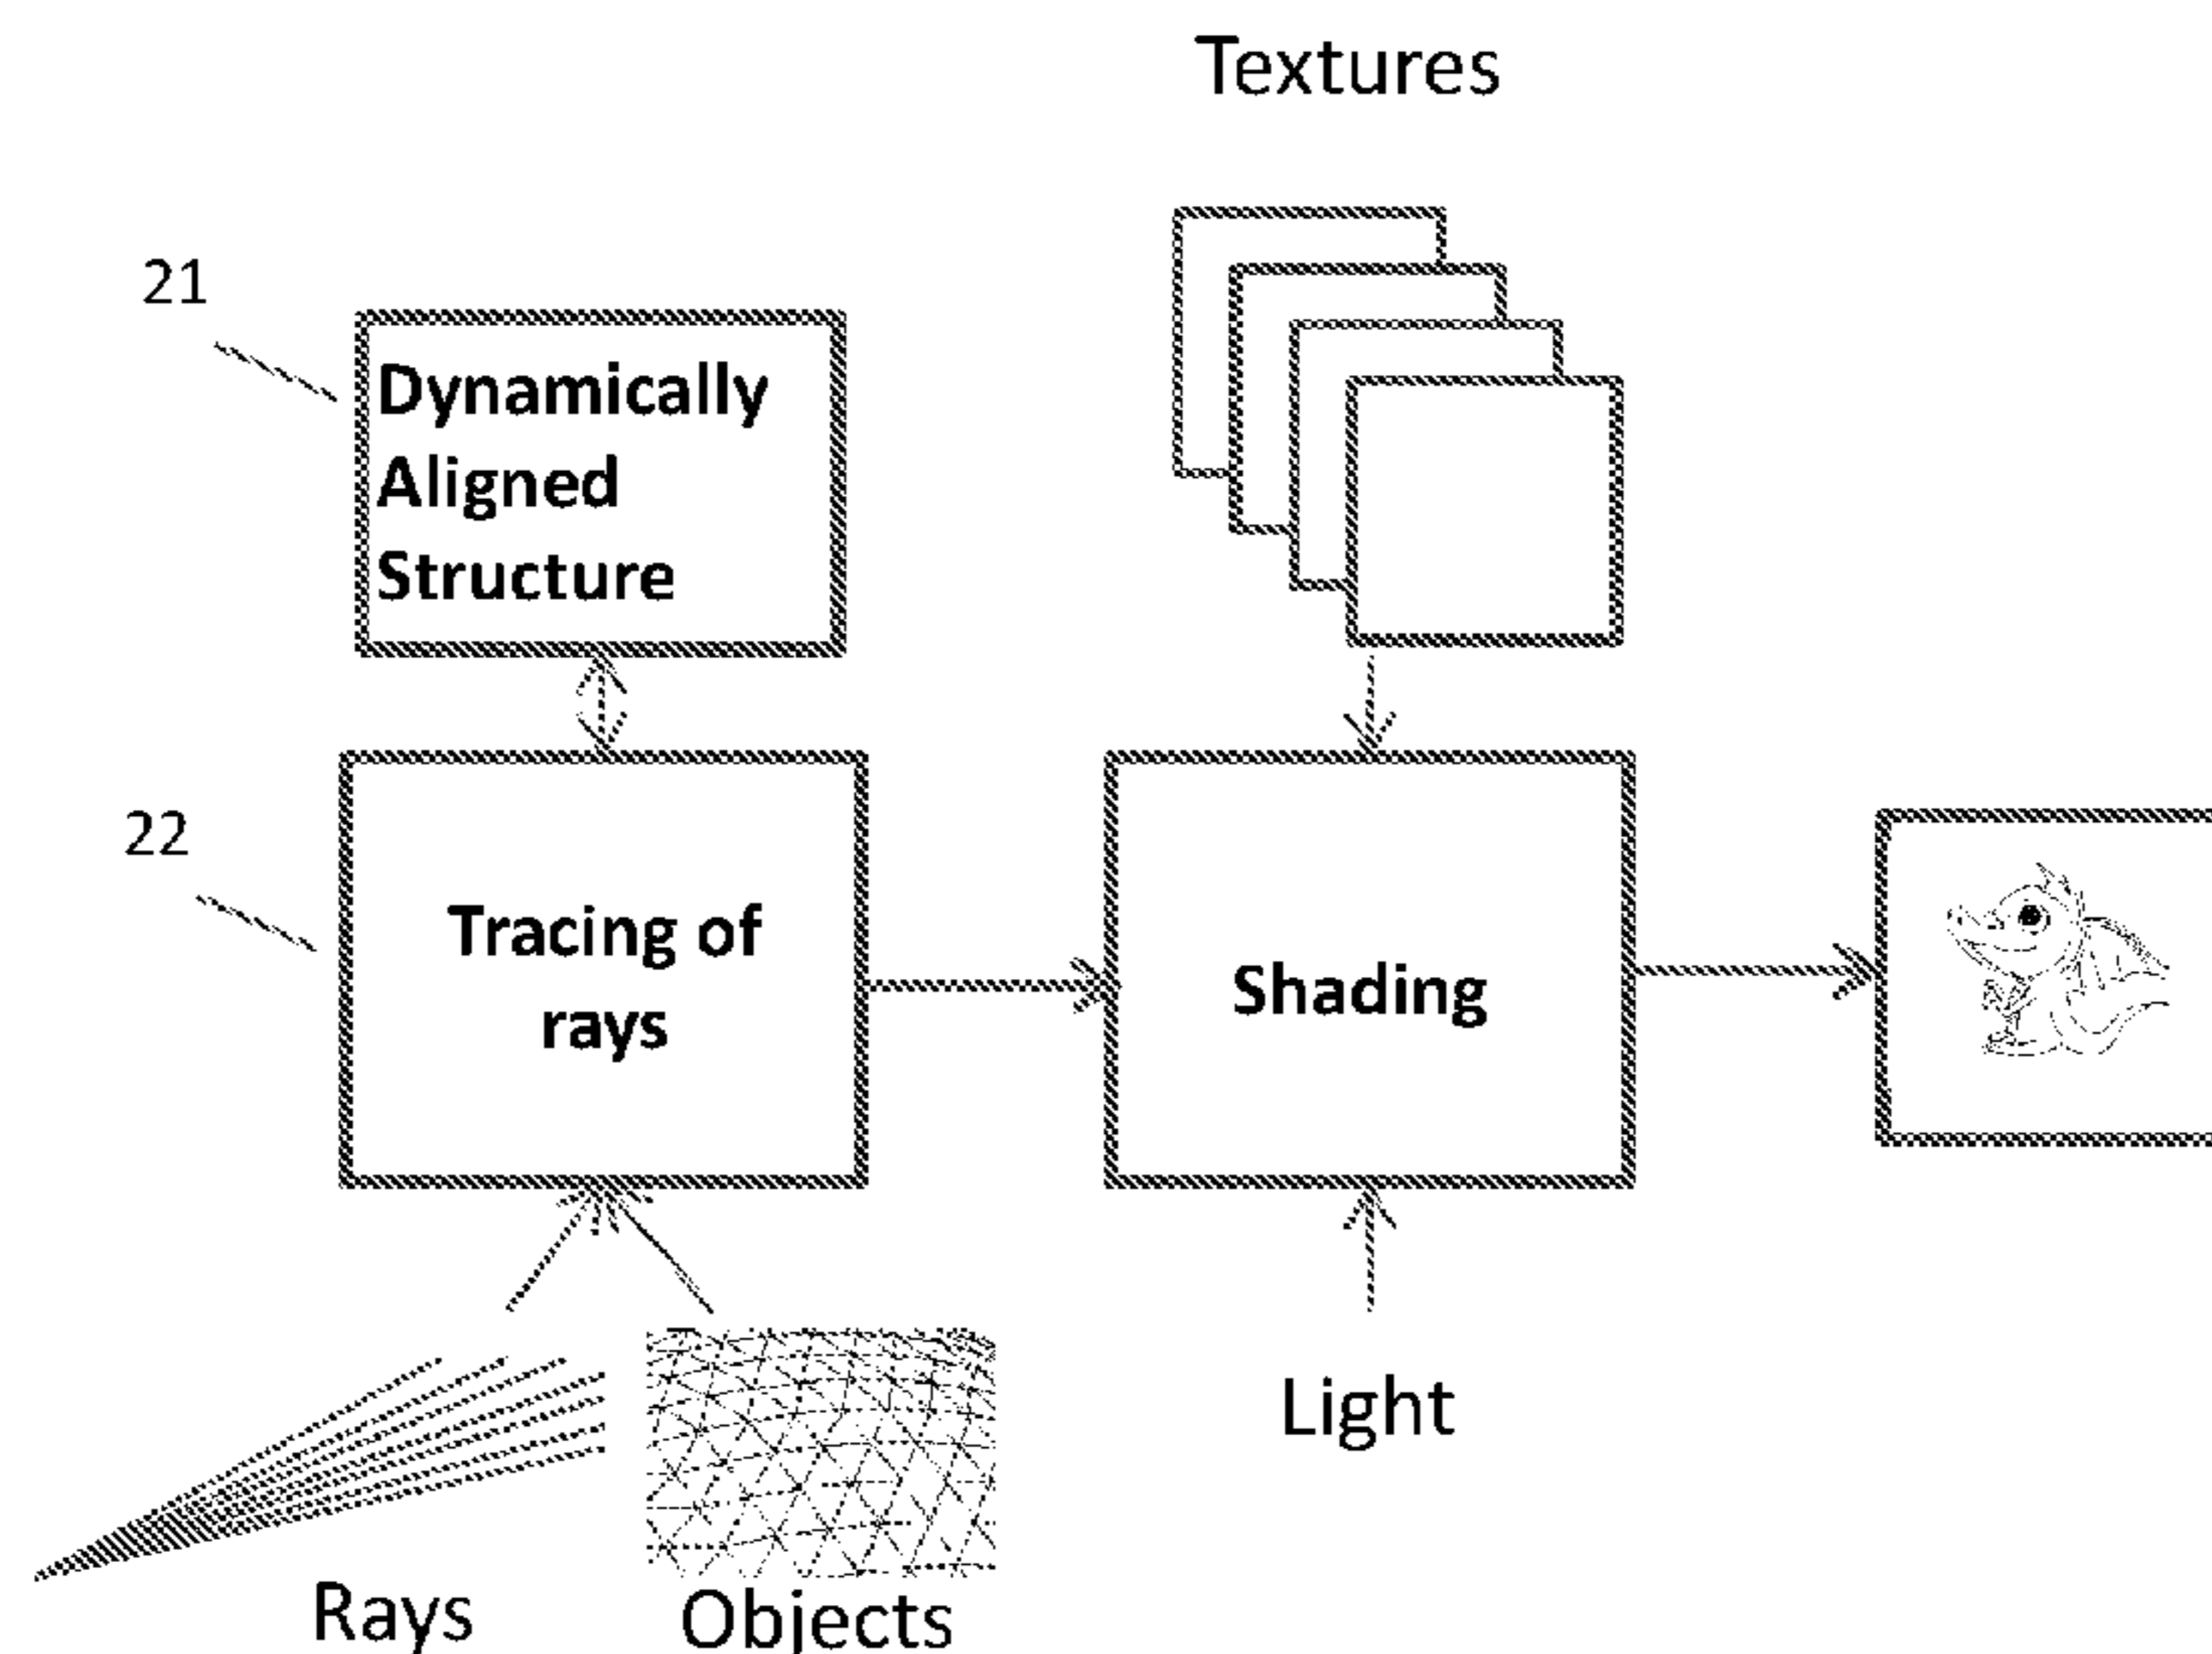 Textures
21
Dynamically
Aligned
Structure
22
Tracing of
rays
Shading
Light
Rays
Objects